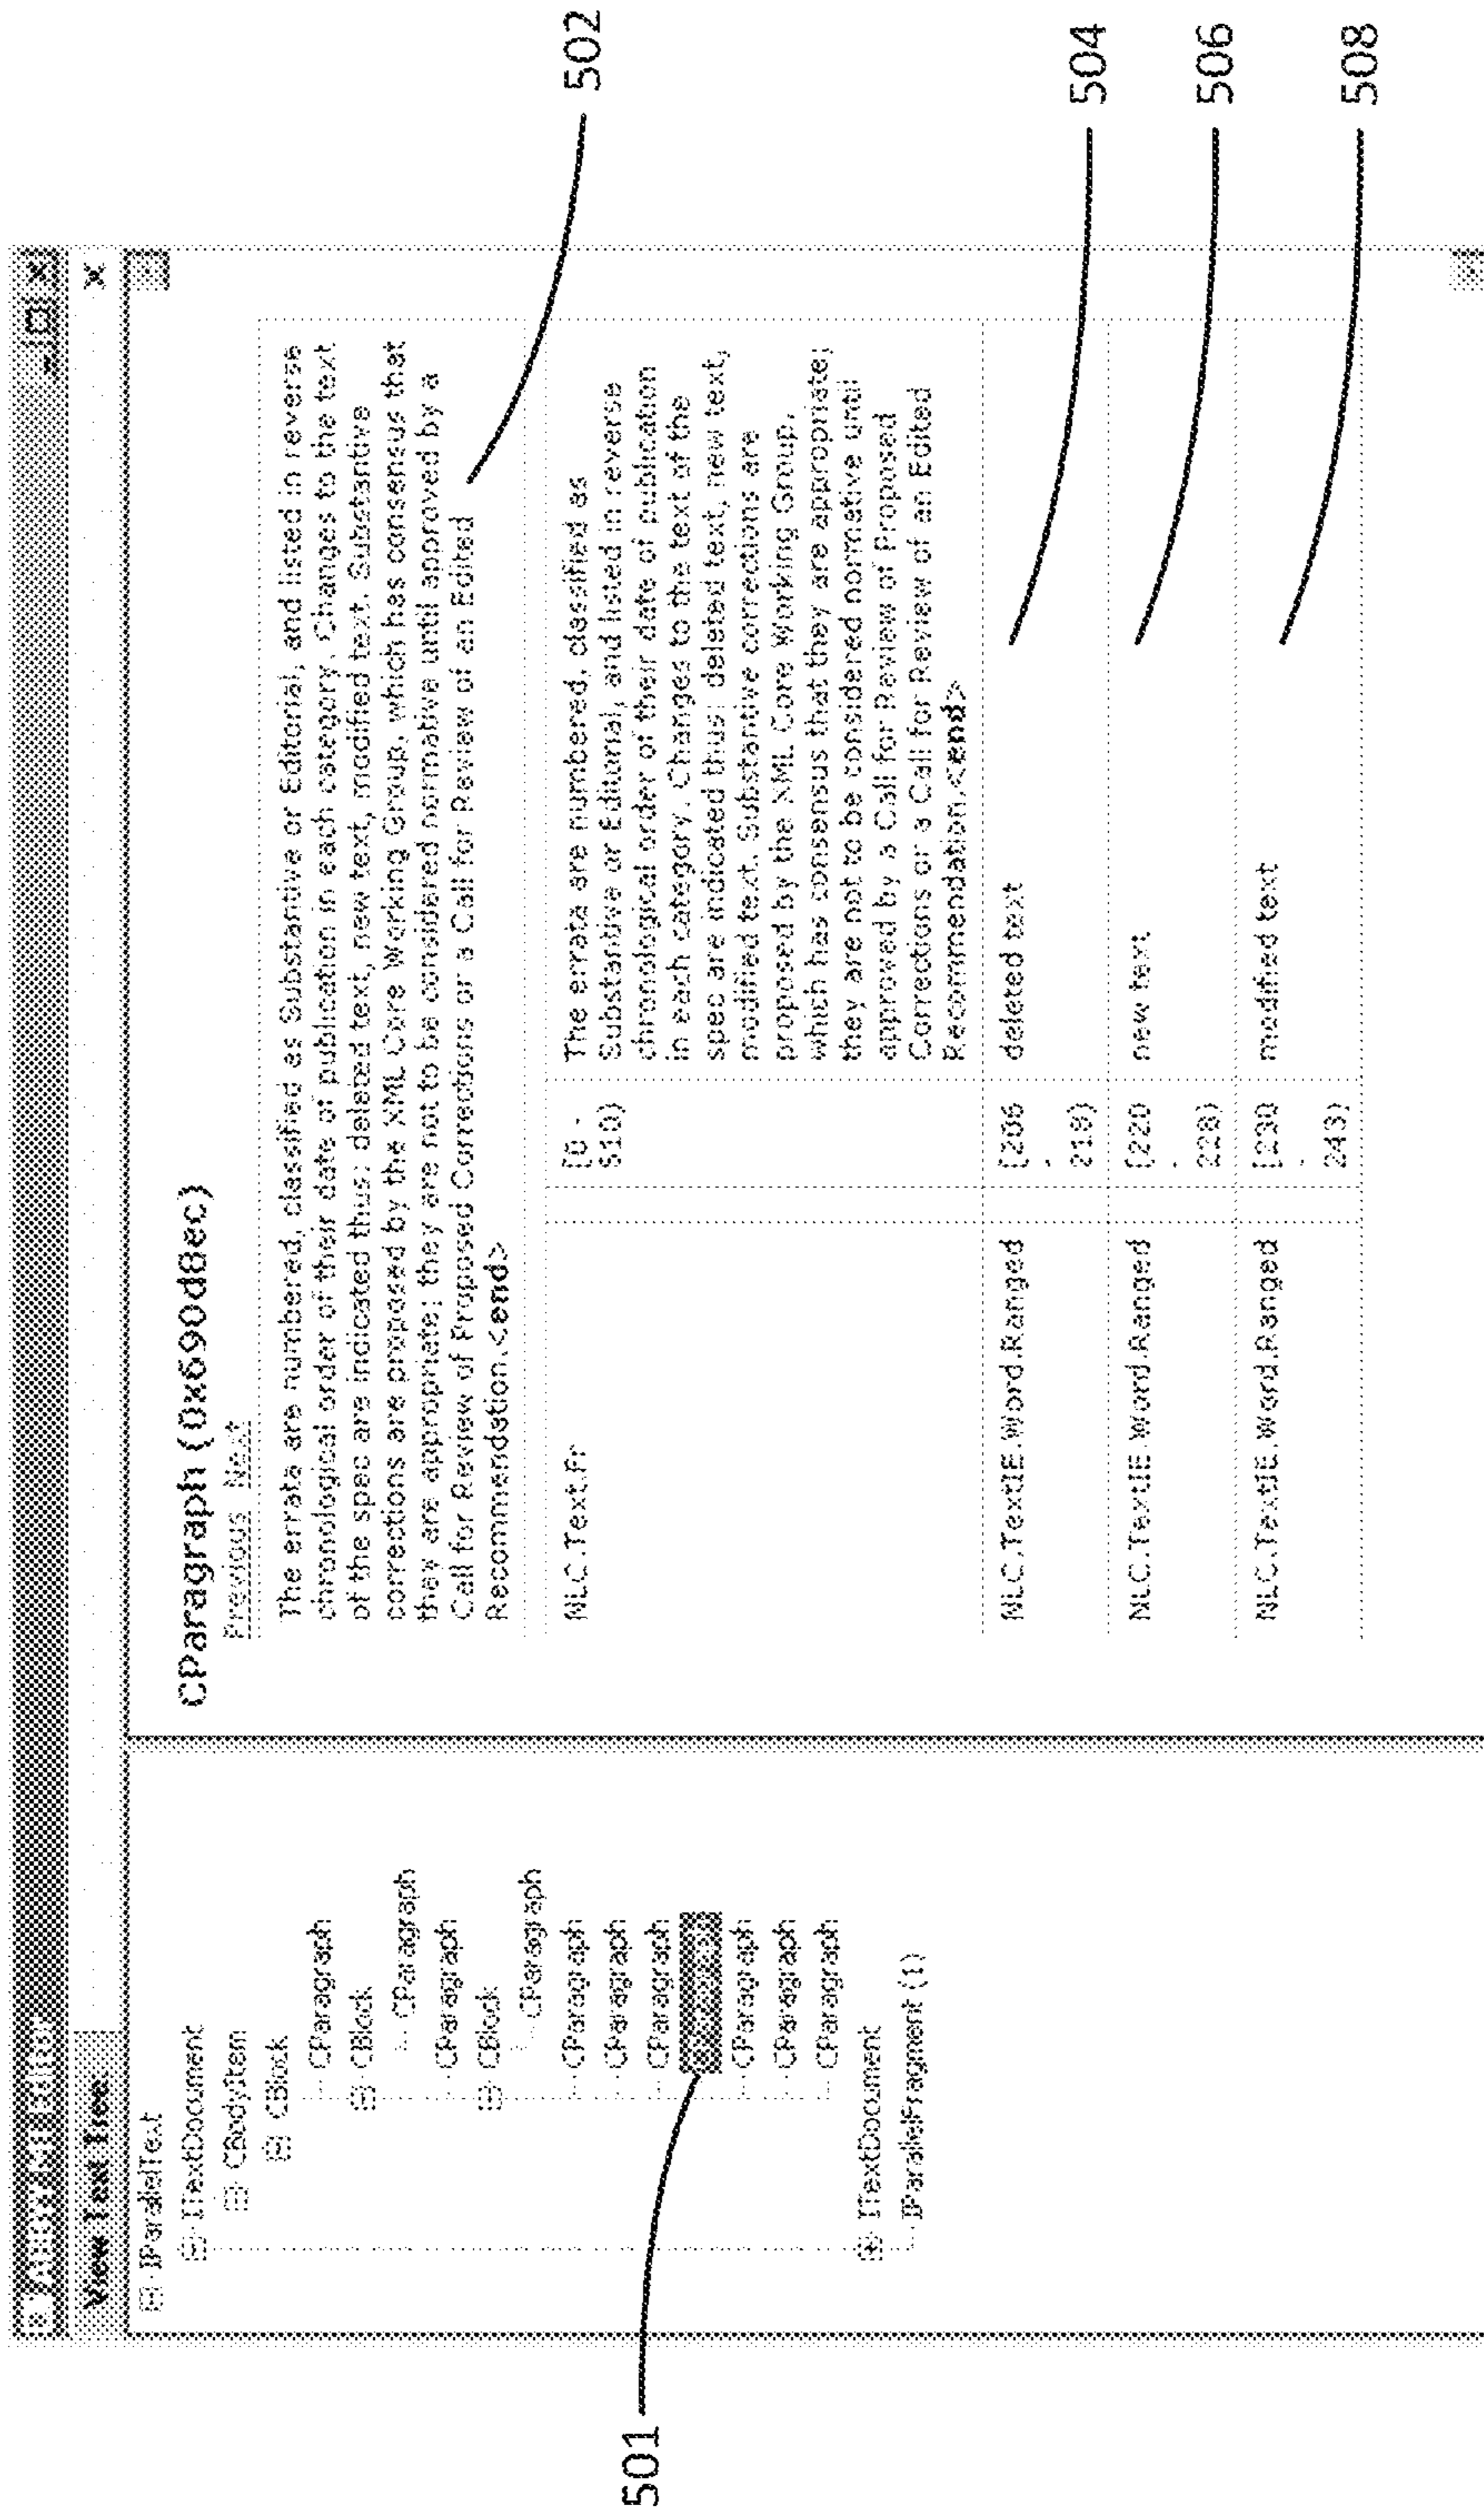 View Text Tree
IParallelText
ITextDocument
CBodyItem
CBlock
CParagraph
CBlock
CParagraph
CParagraph
CBlock
CParagraph
CParagraph
CParagraph
CParagraph
CParagraph
CParagraph
CParagraph
ITextDocument
IParallelFragment (1)
501
CParagraph (0x690d8ec)
Previous Next
The errata are numbered, classified as Substantive or Editorial, and listed in reverse
chronological order of their date of publication in each category. Changes to the text
of the spec are indicated thus: deleted text, new text, modified text. Substantive
corrections are proposed by the XML Core Working Group, which has consensus that
they are appropriate; they are not to be considered normative until approved by a
Call for Review of Proposed Corrections or a Call for Review of an Edited
Recommendation.<end>
502
NLC.Text.Fr
[0 -
510)
The errata are numbered, classified as
Substantive or Editorial, and listed in reverse
chronological order of their date of publication
in each category. Changes to the text of the
spec are indicated thus: deleted text, new text,
modified text. Substantive corrections are
proposed by the XML Core Working Group,
which has consensus that they are appropriate;
they are not to be considered normative until
approved by a Call for Review of Proposed
Corrections or a Call for Review of an Edited
Recommendation.<end>
NLC.TextIE.Word.Ranged
[206
-
218)
deleted text
504
NLC.TextIE.Word.Ranged
[220
-
228)
new text
506
NLC.TextIE.Word.Ranged
[230
-
243)
modified text
508